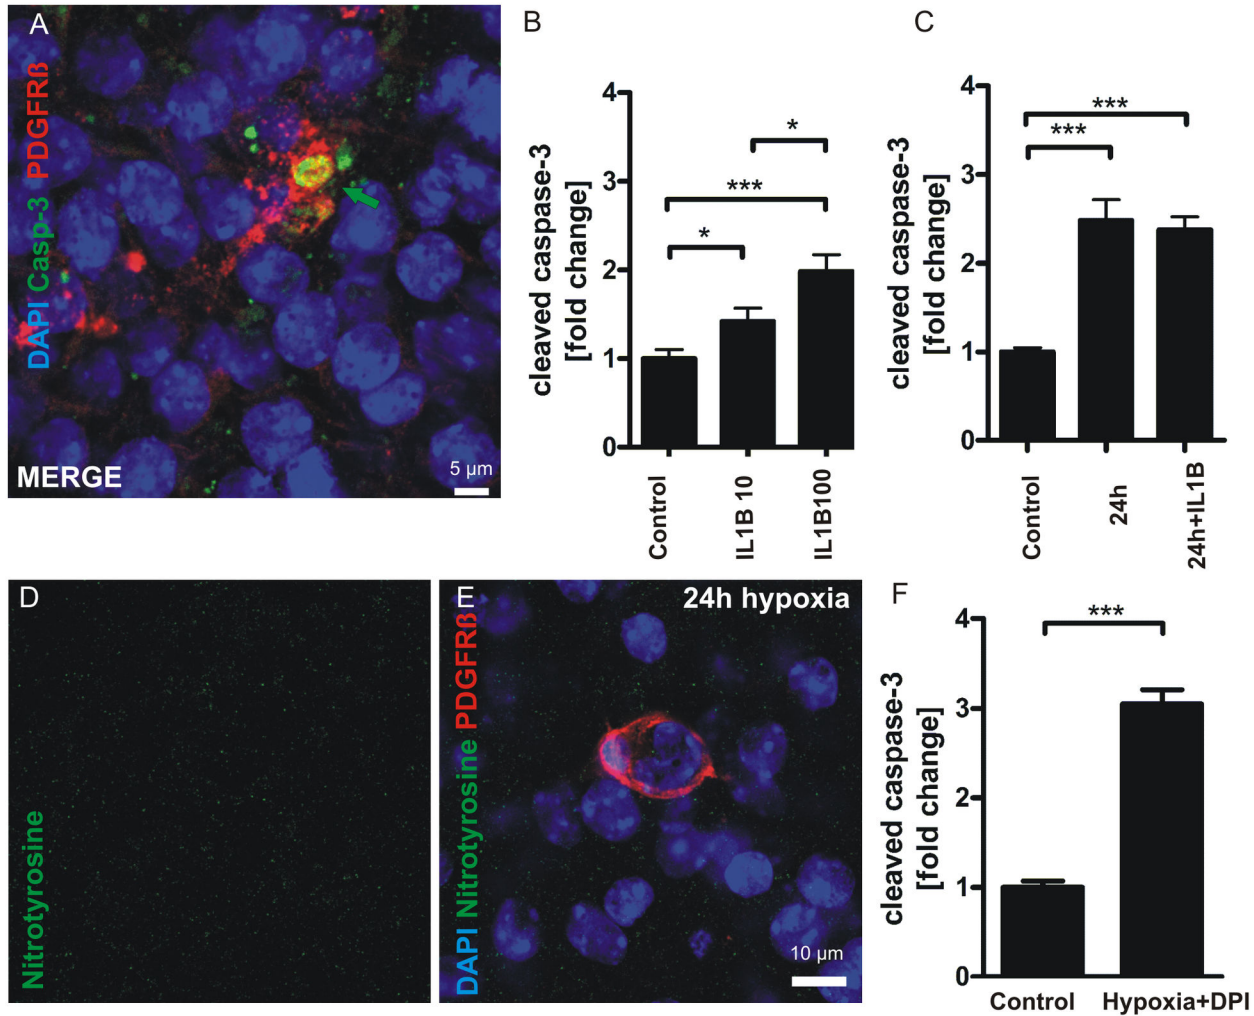 A
DAPI Casp-3 PDGFRß
MERGE
5 µm
B
cleaved caspase-3
[fold change]
4
3
2
1
0
*
***
*
Control
IL1B 10
IL1B100
C
cleaved caspase-3
[fold change]
4
3
2
1
0
***
***
Control
24h
24h+IL1B
D
Nitrotyrosine
E
24h hypoxia
DAPI Nitrotyrosine PDGFRß
10 µm
F
cleaved caspase-3
[fold change]
4
3
2
1
0
***
Control
Hypoxia+DPI